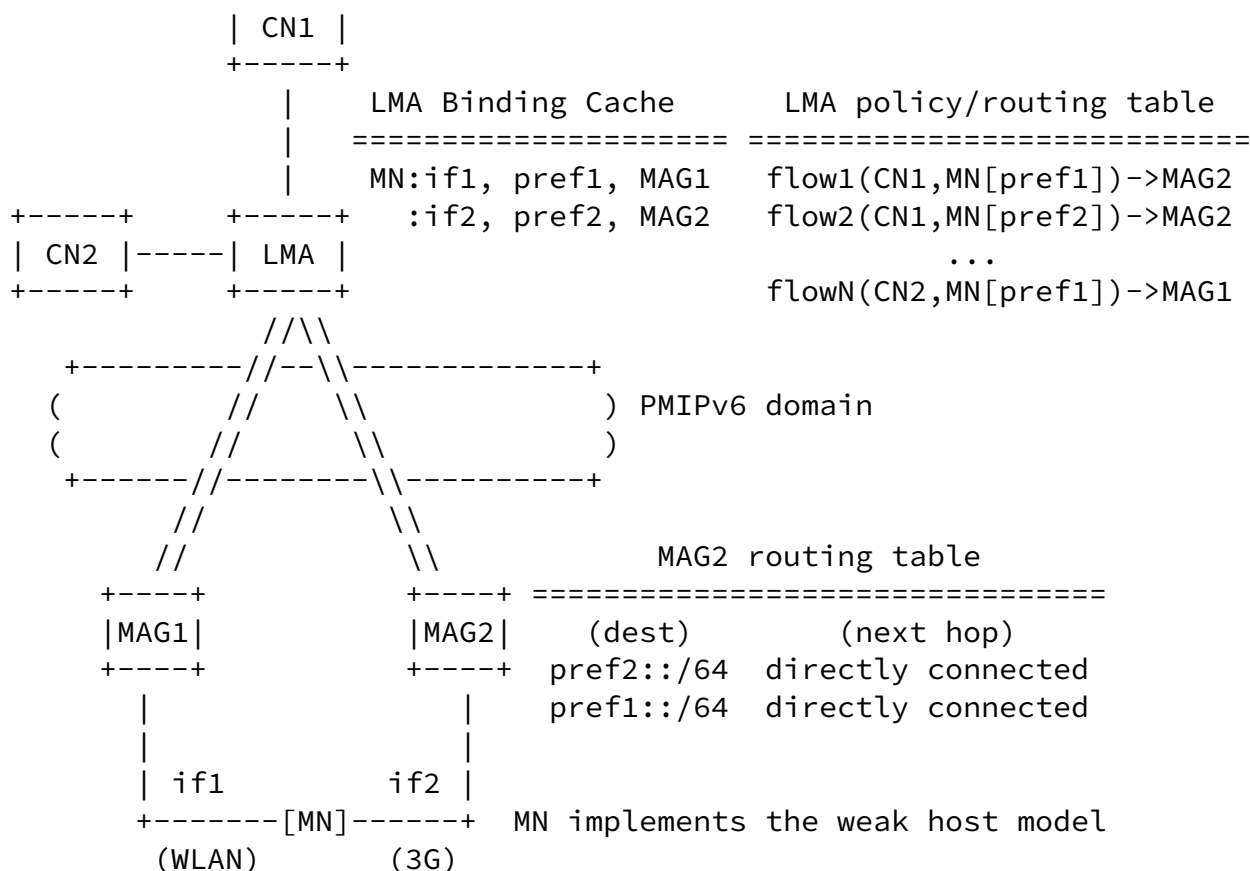 | CN1 |
+-----+
| LMA Binding Cache LMA policy/routing table
| ===================== ============================
| MN:if1, pref1, MAG1 flow1(CN1,MN[pref1])->MAG2
+-----+ +-----+ :if2, pref2, MAG2 flow2(CN1,MN[pref2])->MAG2
| CN2 |-----| LMA | ...
+-----+ +-----+ flowN(CN2,MN[pref1])->MAG1
//\\
+---------//--\\-------------+
( // \\ ) PMIPv6 domain
( // \\ )
+------//--------\\----------+
// \\
// \\ MAG2 routing table
+----+ +----+ ================================
|MAG1| |MAG2| (dest) (next hop)
+----+ +----+ pref2::/64 directly connected
| | pref1::/64 directly connected
| |
| if1 if2 |
+-------[MN]------+ MN implements the weak host model
(WLAN) (3G)